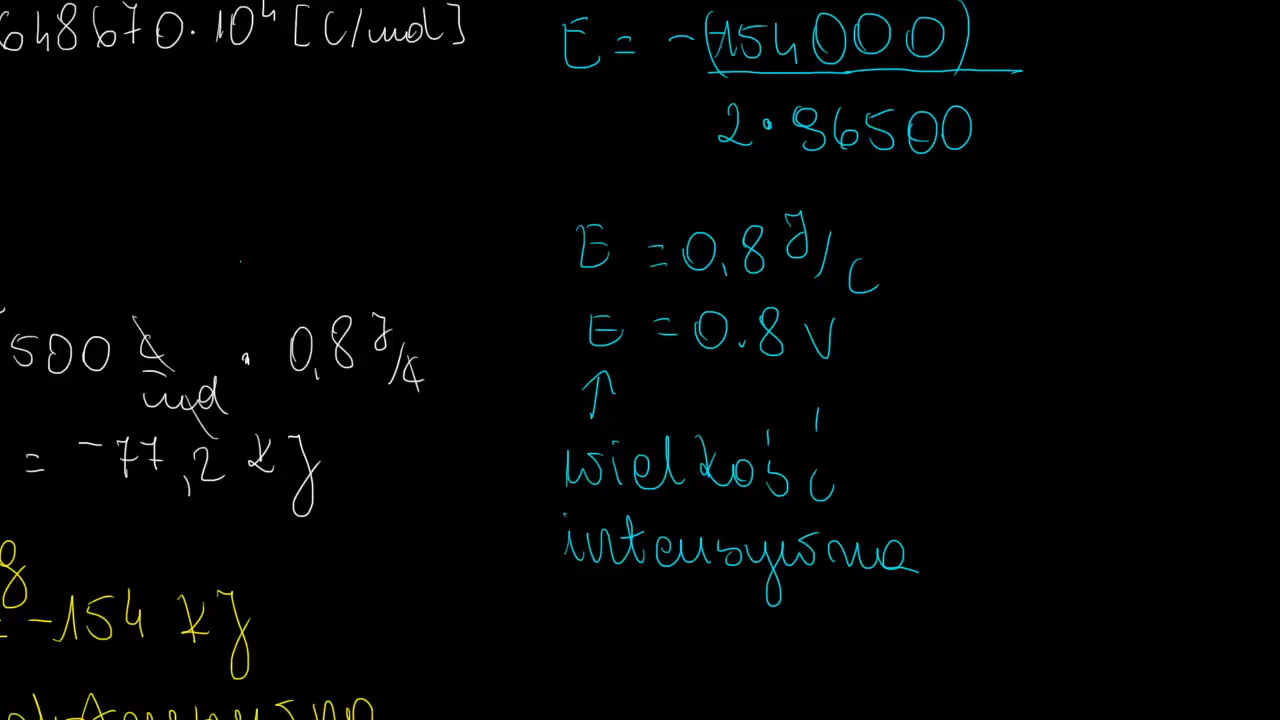 648670·10⁴ [C/mol]
500 C/mol · 0,8 J/C
= -77,2 kJ
g
= -154 kJ
E = -(-154000)
2·96500
E = 0,8 J/C
E = 0.8 V
↑
wielkość
intensywna